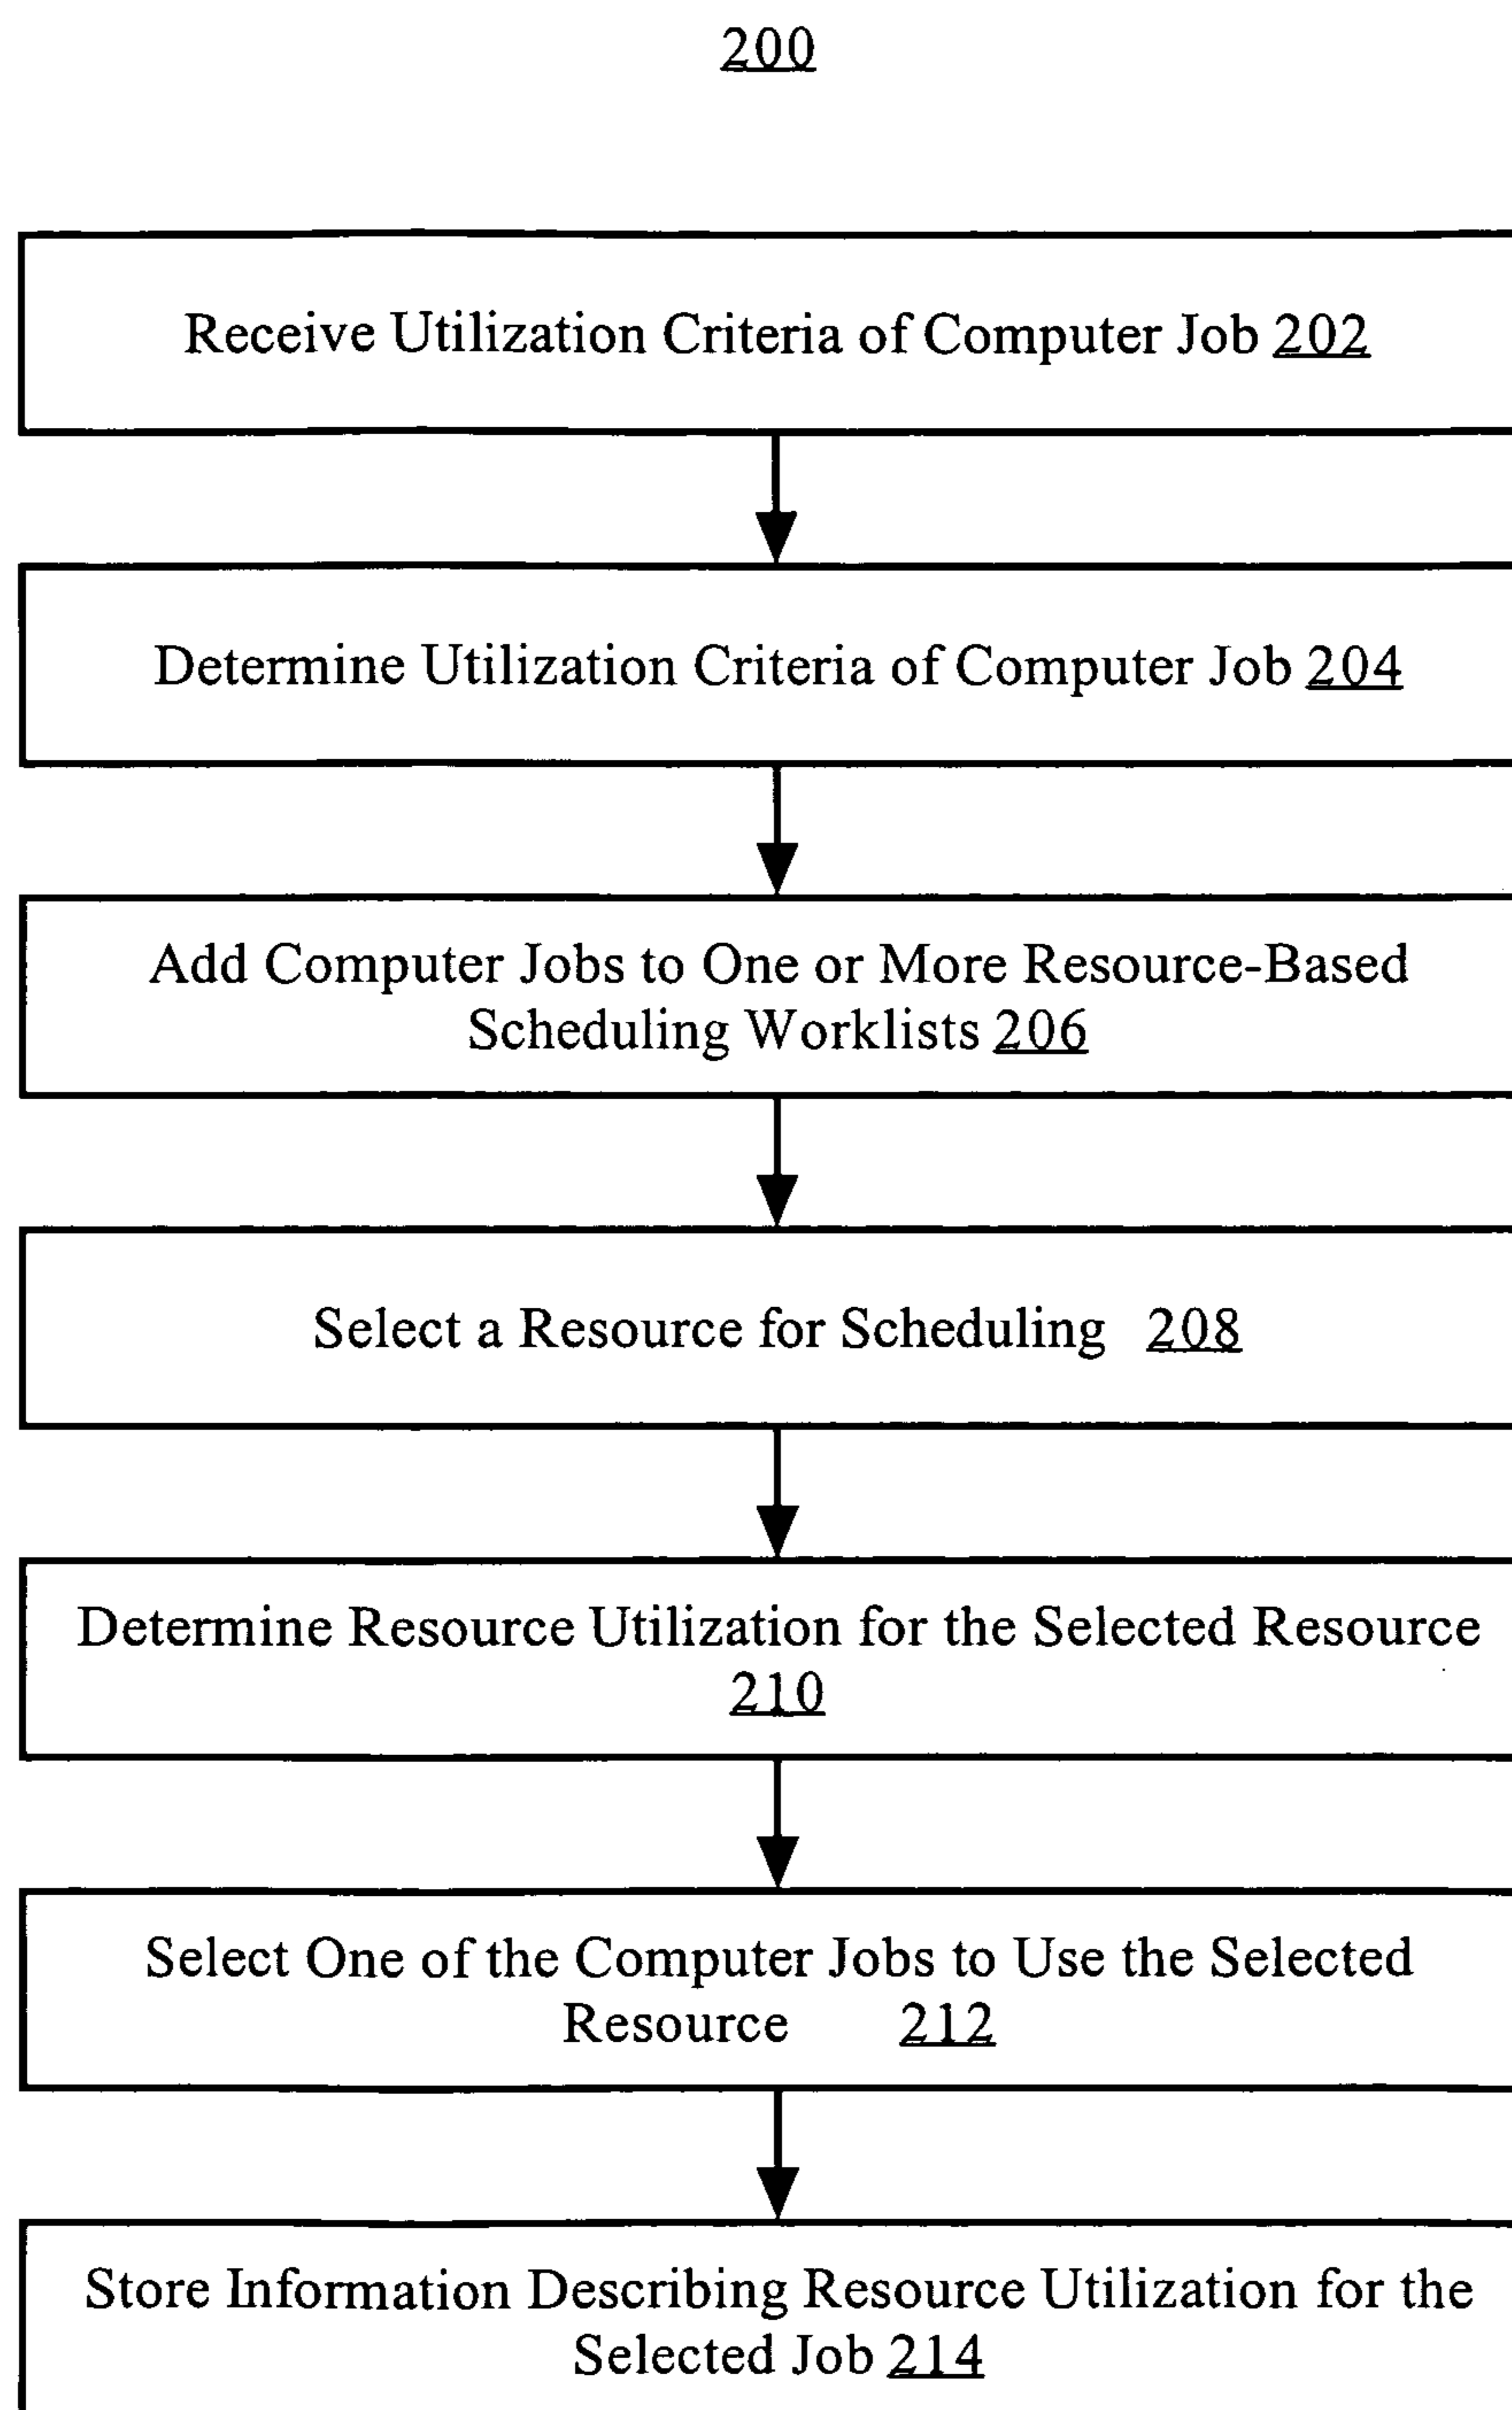 200
Receive Utilization Criteria of Computer Job 202
Determine Utilization Criteria of Computer Job 204
Add Computer Jobs to One or More Resource-Based
Scheduling Worklists 206
Select a Resource for Scheduling 208
Determine Resource Utilization for the Selected Resource
210
Select One of the Computer Jobs to Use the Selected
Resource 212
Store Information Describing Resource Utilization for the
Selected Job 214